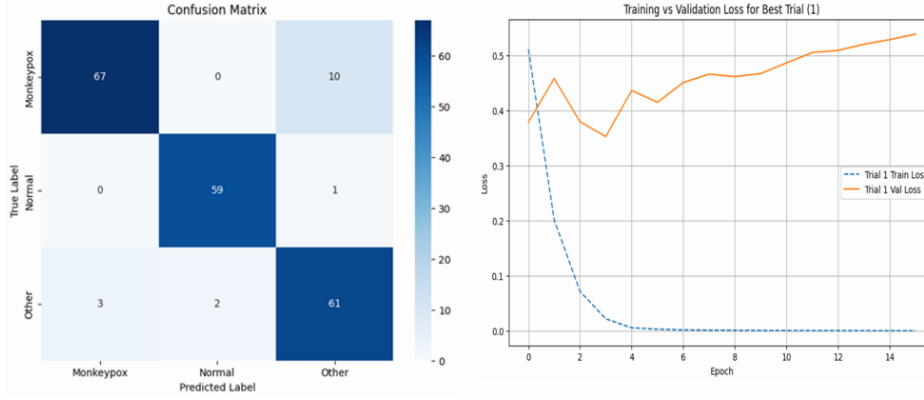 Confusion Matrix
Monkeypox
Normal
Other
True Label
67 0 10
0 59 1
3 2 61
Monkeypox Normal Other
Predicted Label
60
50
40
30
20
10
0
Training vs Validation Loss for Best Trial (1)
Loss
0.5
0.4
0.3
0.2
0.1
0.0
Trial 1 Train Los
Trial 1 Val Loss
0 2 4 6 8 10 12 14
Epoch